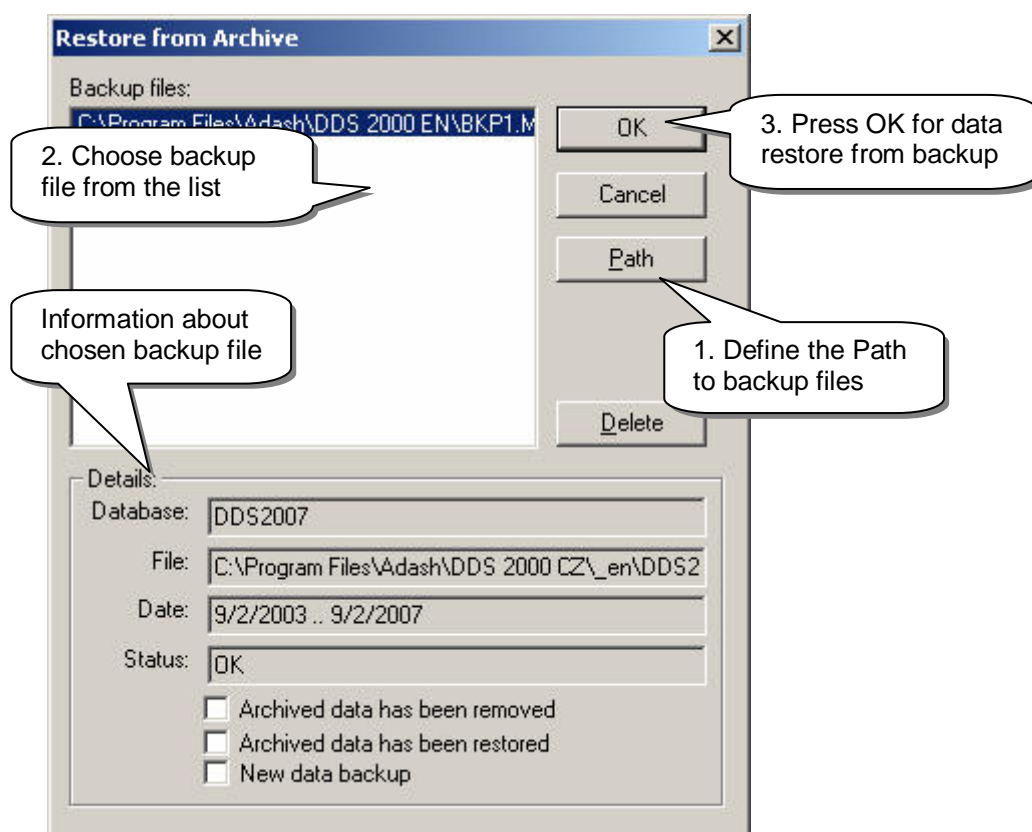 Restore from Archive
Backup files:
C:\Program Files\Adash\DDS 2000 EN\BKP1.M
OK
3. Press OK for data
restore from backup
2. Choose backup
file from the list
Cancel
Path
Information about
chosen backup file
1. Define the Path
to backup files
Delete
Details:
Database: DDS2007
File: C:\Program Files\Adash\DDS 2000 CZ\_en\DDS2
Date: 9/2/2003 .. 9/2/2007
Status: OK
Archived data has been removed
Archived data has been restored
New data backup